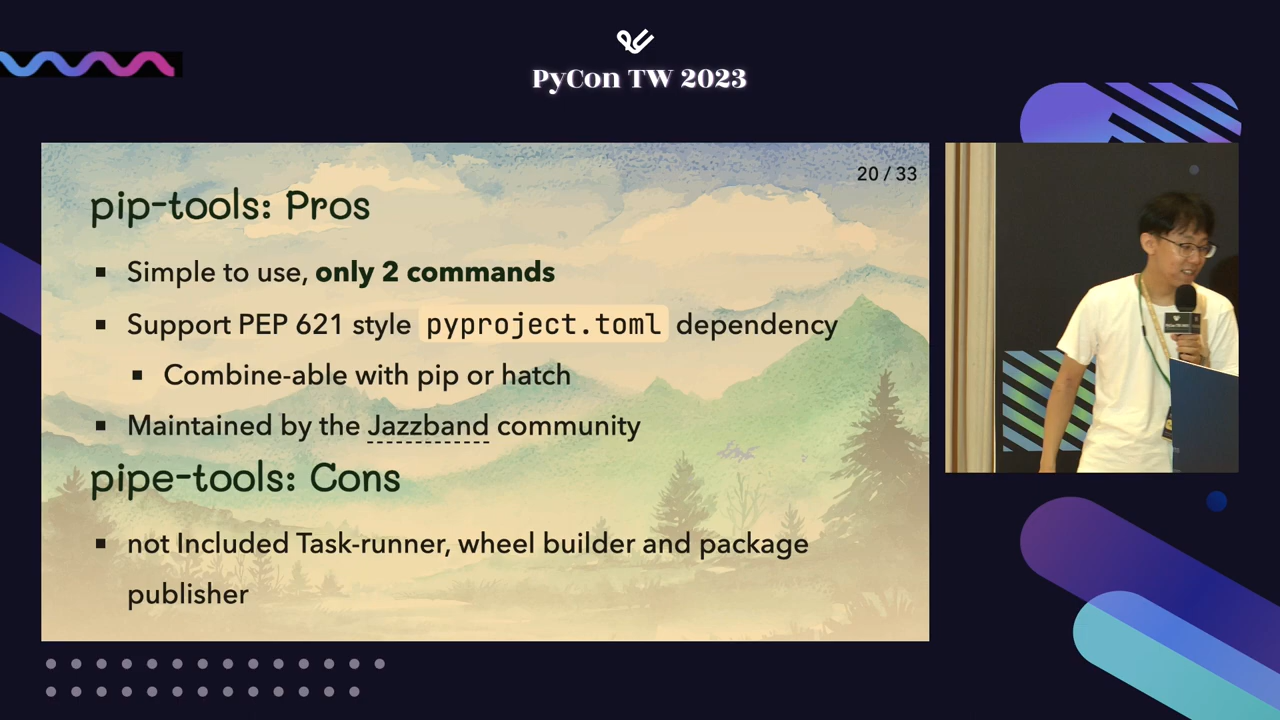 PyCon TW 2023
20 / 33
pip-tools: Pros
▪ Simple to use, only 2 commands
▪ Support PEP 621 style pyproject.toml dependency
▪ Combine-able with pip or hatch
▪ Maintained by the Jazzband community
pipe-tools: Cons
▪ not Included Task-runner, wheel builder and package
publisher